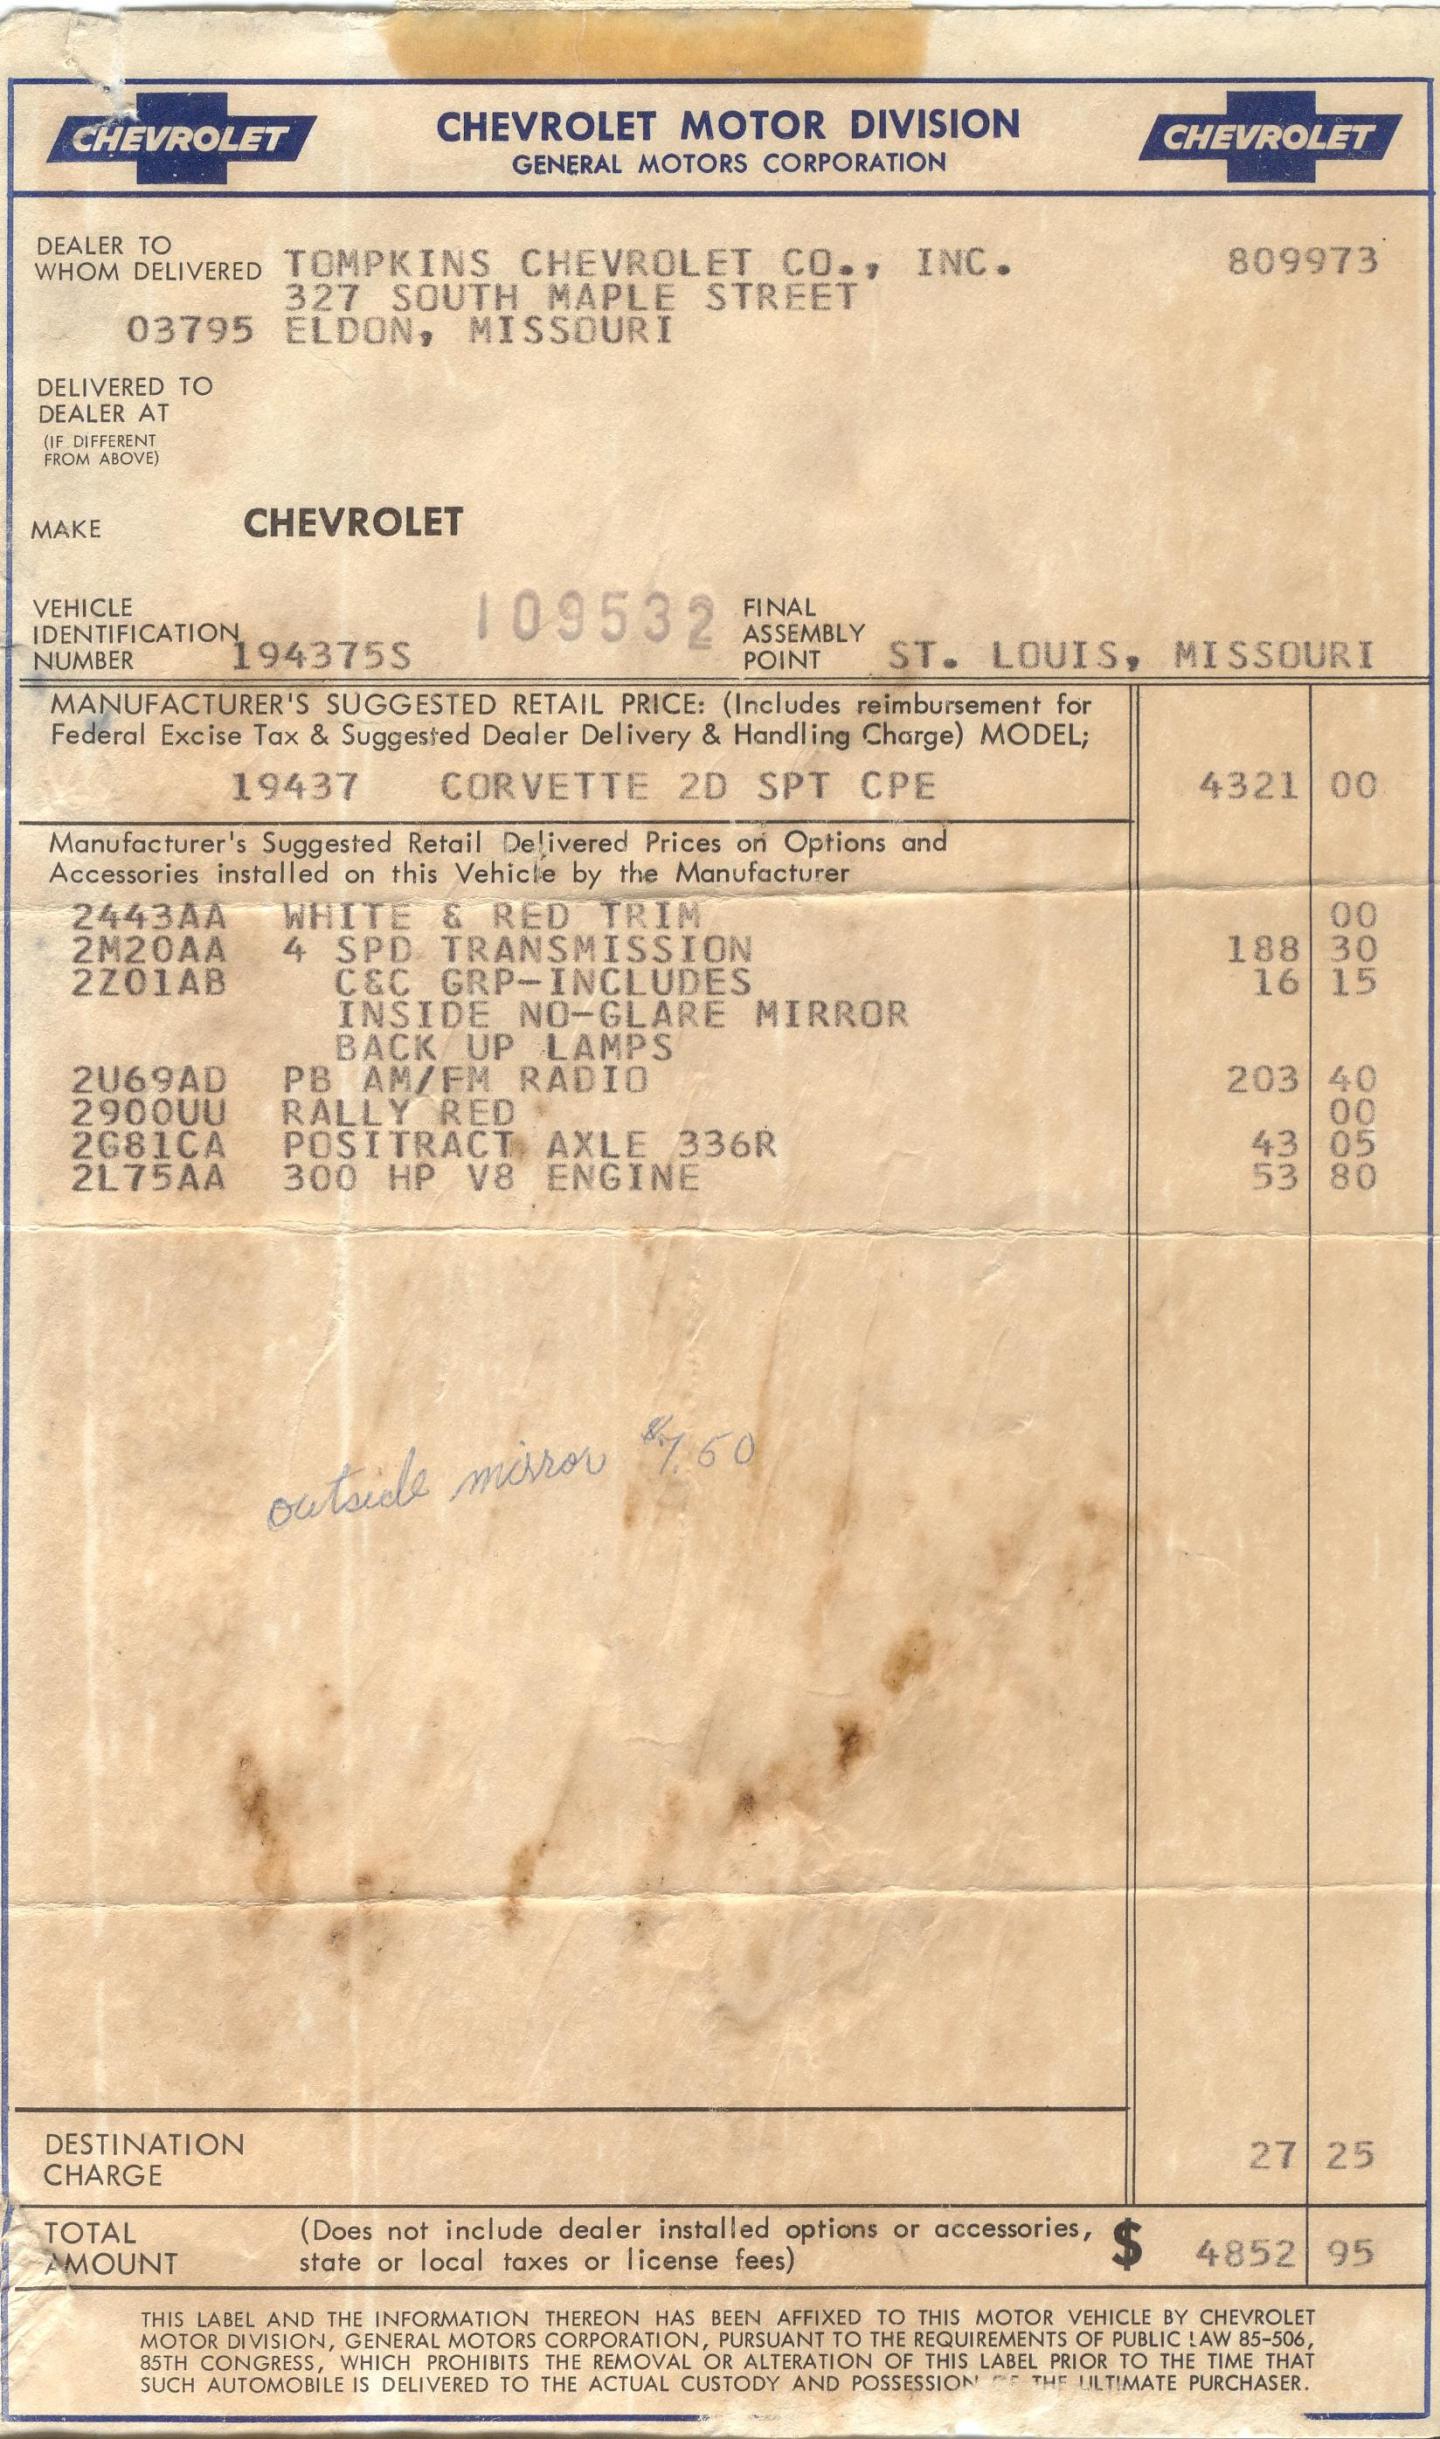 CHEVROLET CHEVROLET MOTOR DIVISION CHEVROLET
GENERAL MOTORS CORPORATION
DEALER TO
WHOM DELIVERED TOMPKINS CHEVROLET CO., INC. 809973
327 SOUTH MAPLE STREET
03795 ELDON, MISSOURI
DELIVERED TO
DEALER AT
(IF DIFFERENT
FROM ABOVE)
MAKE CHEVROLET
VEHICLE
IDENTIFICATION
NUMBER 194375S 109532
FINAL
ASSEMBLY
POINT ST. LOUIS, MISSOURI
MANUFACTURER'S SUGGESTED RETAIL PRICE: (Includes reimbursement for
Federal Excise Tax & Suggested Dealer Delivery & Handling Charge) MODEL;
19437 CORVETTE 2D SPT CPE 4321 00
Manufacturer's Suggested Retail Delivered Prices on Options and
Accessories installed on this Vehicle by the Manufacturer
2443AA WHITE & RED TRIM 00
2M20AA 4 SPD TRANSMISSION 188 30
2Z01AB C&C GRP-INCLUDES 16 15
INSIDE NO-GLARE MIRROR
BACK UP LAMPS
2U69AD PB AM/FM RADIO 203 40
2900UU RALLY RED 00
2G81CA POSITRACT AXLE 336R 43 05
2L75AA 300 HP V8 ENGINE 53 80
outside mirror $7.50
DESTINATION
CHARGE 27 25
TOTAL
AMOUNT
(Does not include dealer installed options or accessories,
state or local taxes or license fees) $ 4852 95
THIS LABEL AND THE INFORMATION THEREON HAS BEEN AFFIXED TO THIS MOTOR VEHICLE BY CHEVROLET
MOTOR DIVISION, GENERAL MOTORS CORPORATION, PURSUANT TO THE REQUIREMENTS OF PUBLIC LAW 85-506,
85TH CONGRESS, WHICH PROHIBITS THE REMOVAL OR ALTERATION OF THIS LABEL PRIOR TO THE TIME THAT
SUCH AUTOMOBILE IS DELIVERED TO THE ACTUAL CUSTODY AND POSSESSION OF THE ULTIMATE PURCHASER.